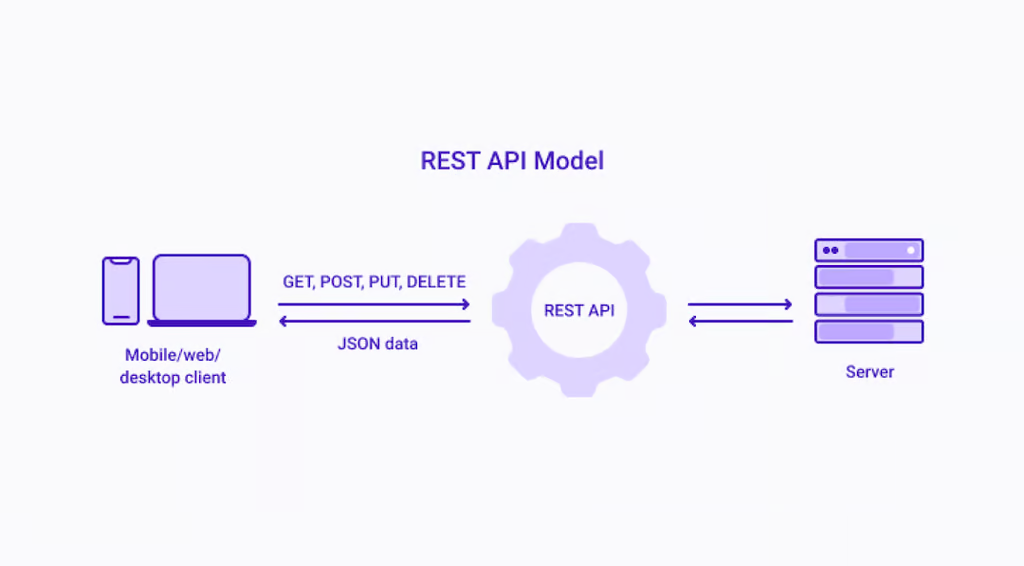 REST API Model
GET, POST, PUT, DELETE
REST API
JSON data
Mobile/web/
desktop client
Server